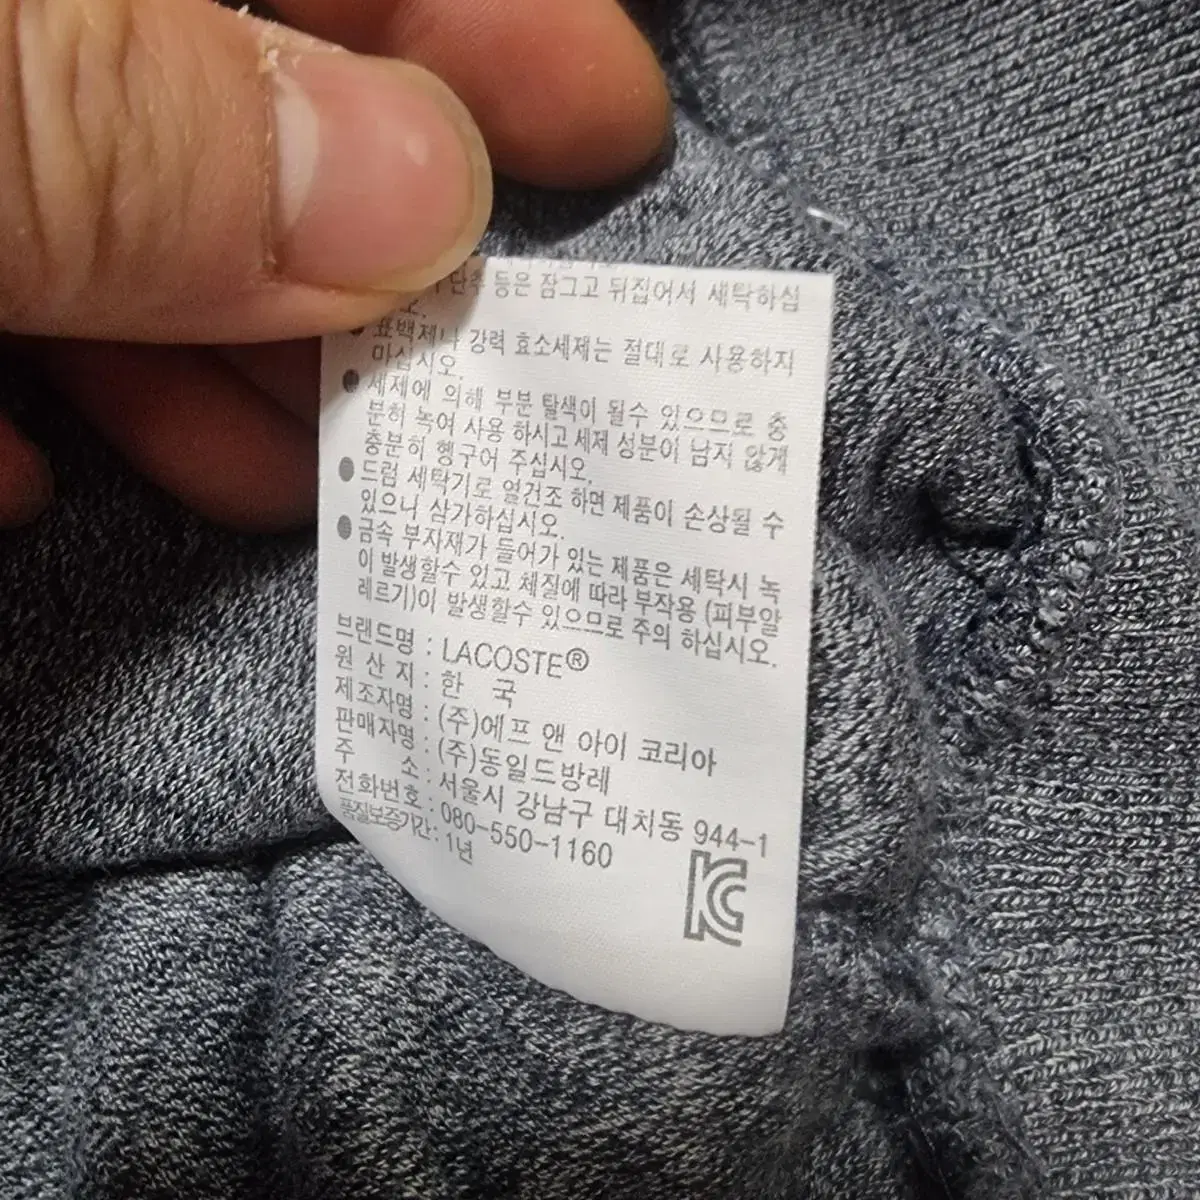 단추 등은 잠그고 뒤집어서 세탁하십
오.
● 표백제나 강력 효소세제는 절대로 사용하지
마십시오.
● 세제에 의해 부분 탈색이 될수 있으므로 충
분히 녹여 사용 하시고 세제 성분이 남지 않게
충분히 헹구어 주십시오.
● 드럼 세탁기로 열건조 하면 제품이 손상될 수
있으니 삼가하십시오.
● 금속 부자재가 들어가 있는 제품은 세탁시 녹
이 발생할수 있고 체질에 따라 부작용 (피부알
레르기)이 발생할수 있으므로 주의 하십시오.
브랜드명 : LACOSTE®
원 산 지 : 한 국
제조자명 : (주)에프 앤 아이 코리아
판매자명 : (주)동일드방레
주 소 : 서울시 강남구 대치동 944-1
전화번호 : 080-550-1160
품질보증기간 : 1년
KC